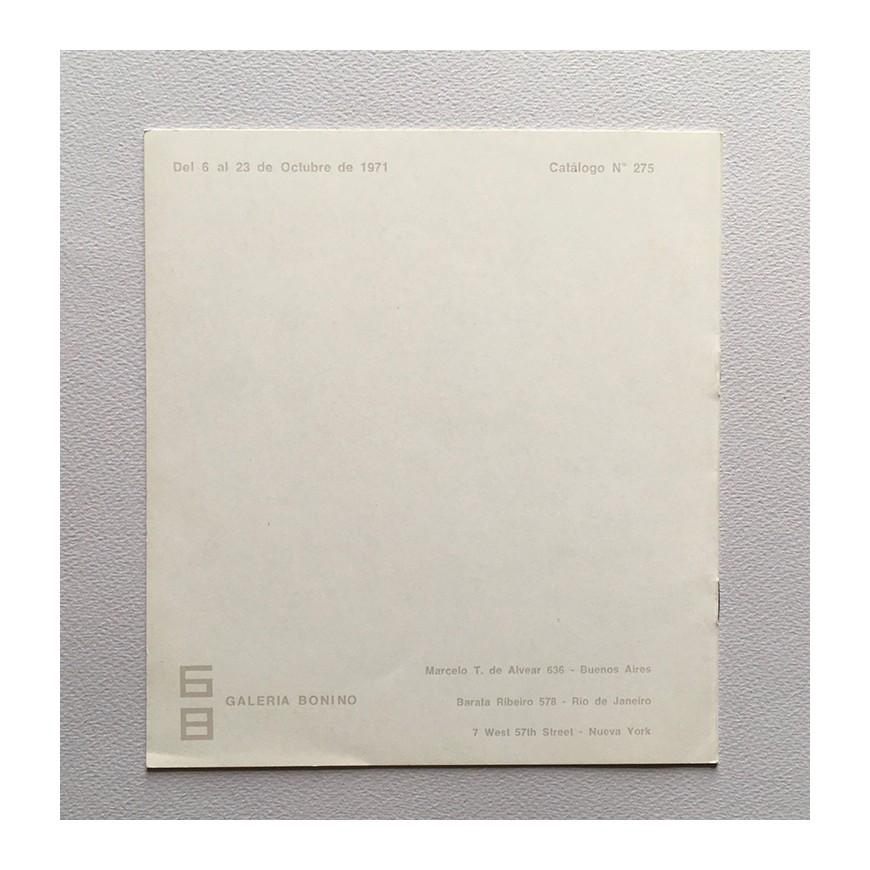 Del 6 al 23 de Octubre de 1971
Catálogo N° 275
Marcelo T. de Alvear 636 - Buenos Aires
GALERIA BONINO
Barata Ribeiro 578 - Rio de Janeiro
7 West 57th Street - Nueva York